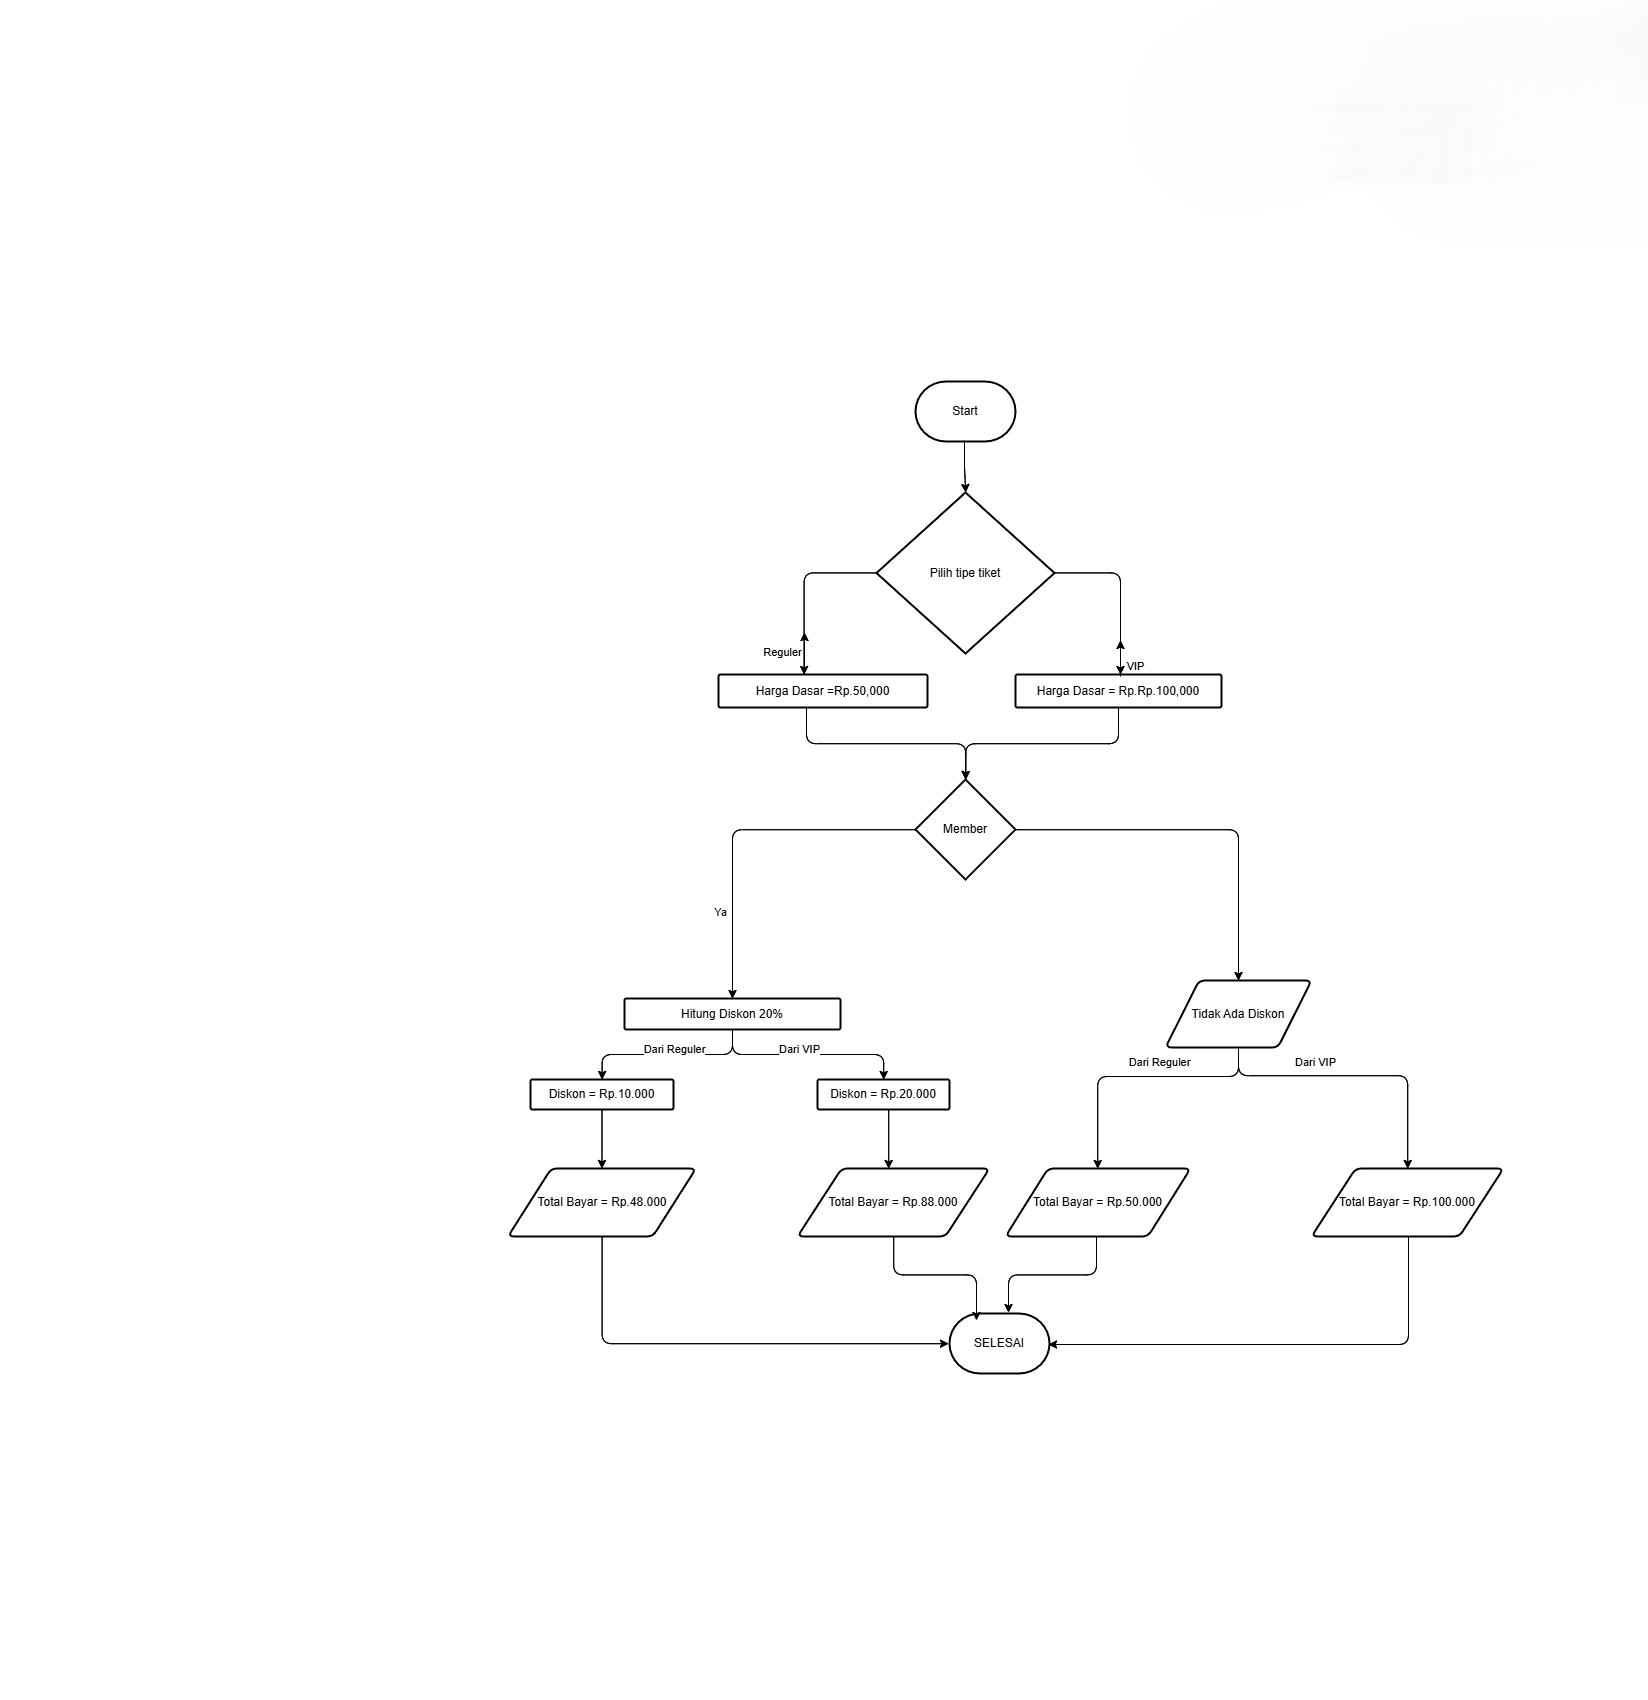 Start
Pilih tipe tiket
Reguler
VIP
Harga Dasar =Rp.50,000
Harga Dasar = Rp.Rp.100,000
Member
Ya
Hitung Diskon 20%
Tidak Ada Diskon
Dari Reguler
Dari VIP
Dari Reguler
Dari VIP
Diskon = Rp.10.000
Diskon = Rp.20.000
Total Bayar = Rp.48.000
Total Bayar = Rp.88.000
Total Bayar = Rp.50.000
Total Bayar = Rp.100.000
SELESAI